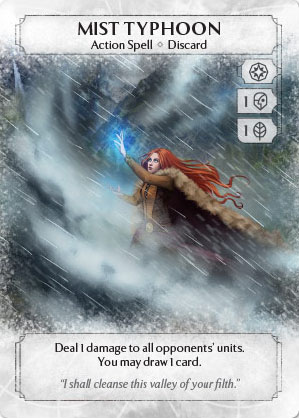 MIST TYPHOON
Action Spell ◇ Discard
1
1
Deal 1 damage to all opponents' units.
You may draw 1 card.
"I shall cleanse this valley of your filth."